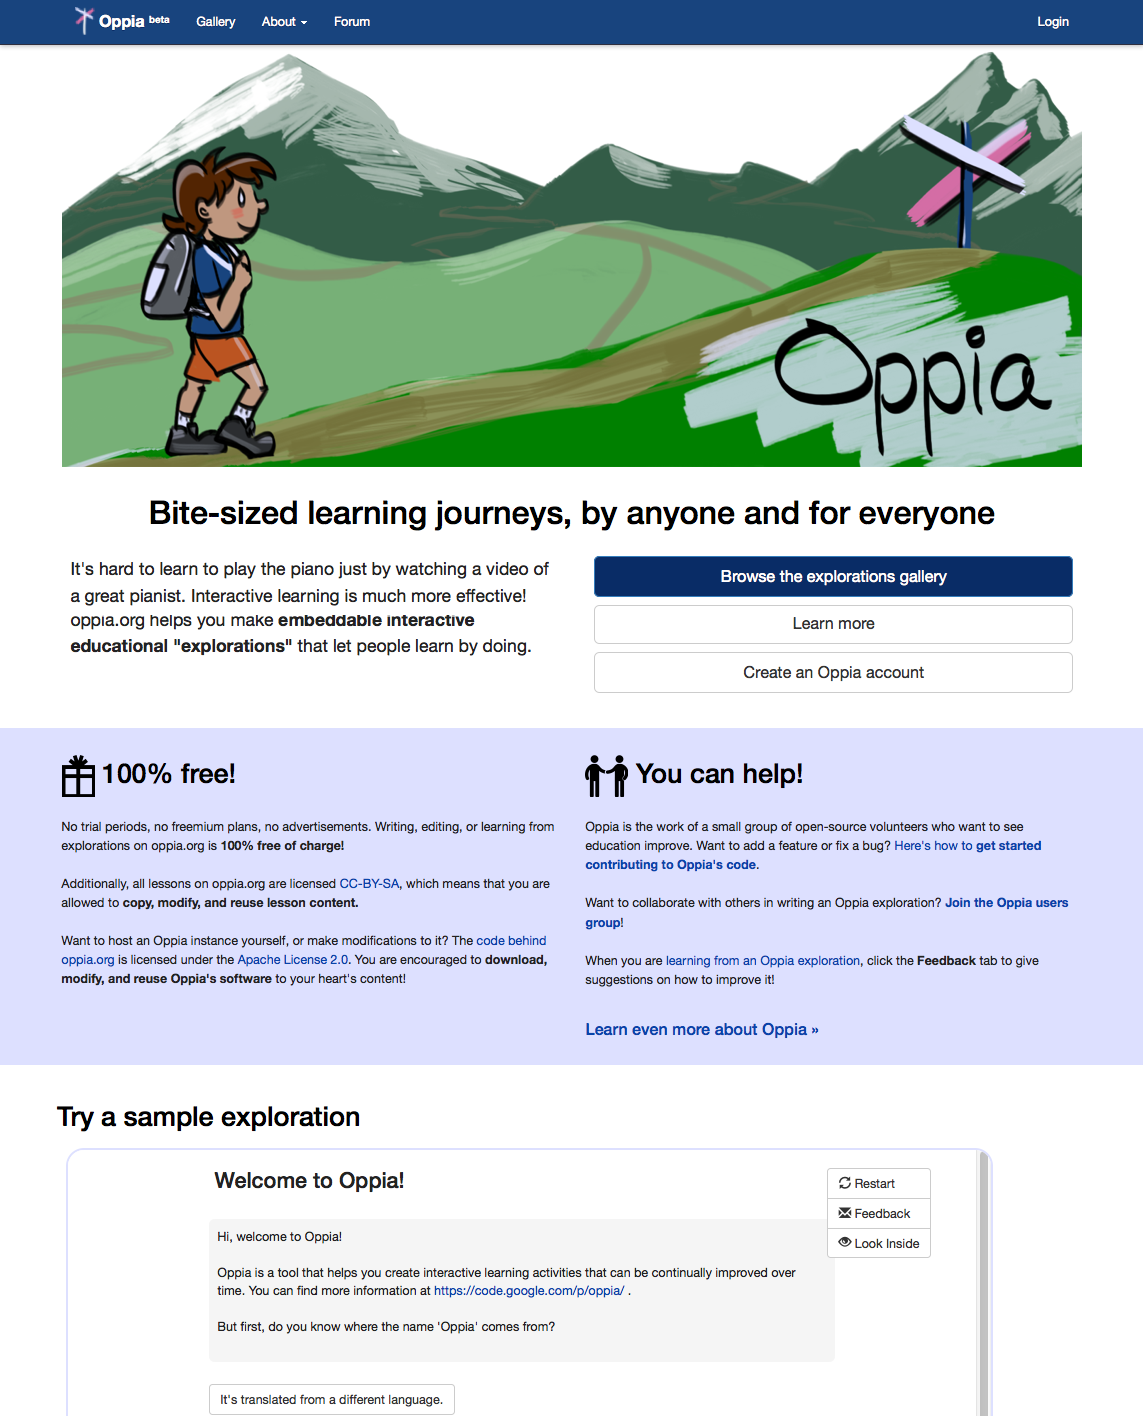 Oppia beta Gallery About Forum Login
Oppia
Bite-sized learning journeys, by anyone and for everyone
It's hard to learn to play the piano just by watching a video of
a great pianist. Interactive learning is much more effective!
oppia.org helps you make embeddable interactive
educational "explorations" that let people learn by doing.
Browse the explorations gallery
Learn more
Create an Oppia account
100% free!
No trial periods, no freemium plans, no advertisements. Writing, editing, or learning from
explorations on oppia.org is 100% free of charge!
Additionally, all lessons on oppia.org are licensed CC-BY-SA, which means that you are
allowed to copy, modify, and reuse lesson content.
Want to host an Oppia instance yourself, or make modifications to it? The code behind
oppia.org is licensed under the Apache License 2.0. You are encouraged to download,
modify, and reuse Oppia's software to your heart's content!
You can help!
Oppia is the work of a small group of open-source volunteers who want to see
education improve. Want to add a feature or fix a bug? Here's how to get started
contributing to Oppia's code.
Want to collaborate with others in writing an Oppia exploration? Join the Oppia users
group!
When you are learning from an Oppia exploration, click the Feedback tab to give
suggestions on how to improve it!
Learn even more about Oppia »
Try a sample exploration
Welcome to Oppia!
Restart
Feedback
Look Inside
Hi, welcome to Oppia!
Oppia is a tool that helps you create interactive learning activities that can be continually improved over
time. You can find more information at https://code.google.com/p/oppia/ .
But first, do you know where the name 'Oppia' comes from?
It's translated from a different language.